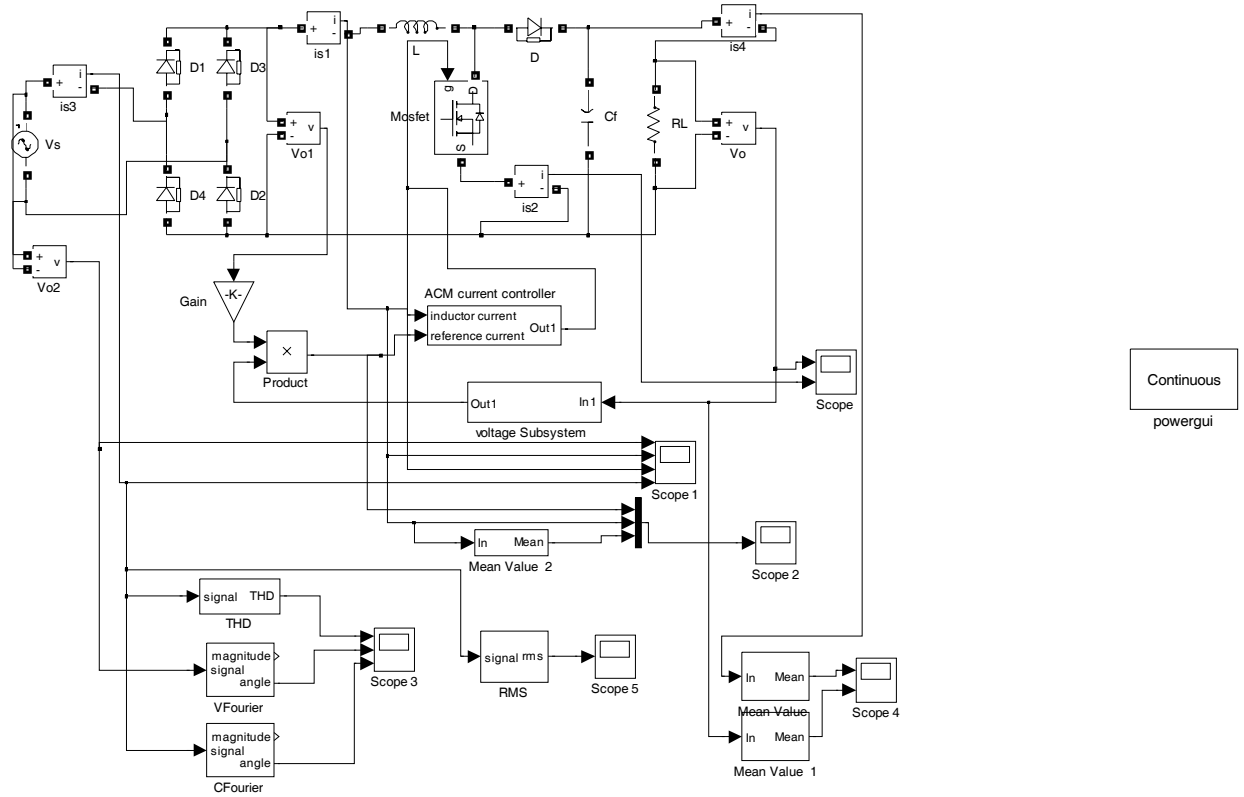 i
+
-
is4
i
+
-
is1
L
D
D1
D3
i
+
-
is3
g
D
Mosfet
S
Cf
RL
+
-
v
Vo
+
-
v
Vo1
Vs
D4
D2
i
+
-
is2
+
-
v
Vo2
Gain
-K-
ACM current controller
inductor current
reference current
Out1
×
Product
Continuous
powergui
Scope
Out1
In1
voltage Subsystem
Scope 1
In
Mean
Mean Value 2
Scope 2
signal
THD
THD
magnitude
signal
angle
VFourier
Scope 3
signal
rms
RMS
Scope 5
In
Mean
Mean Value
Scope 4
magnitude
signal
angle
CFourier
In
Mean
Mean Value 1